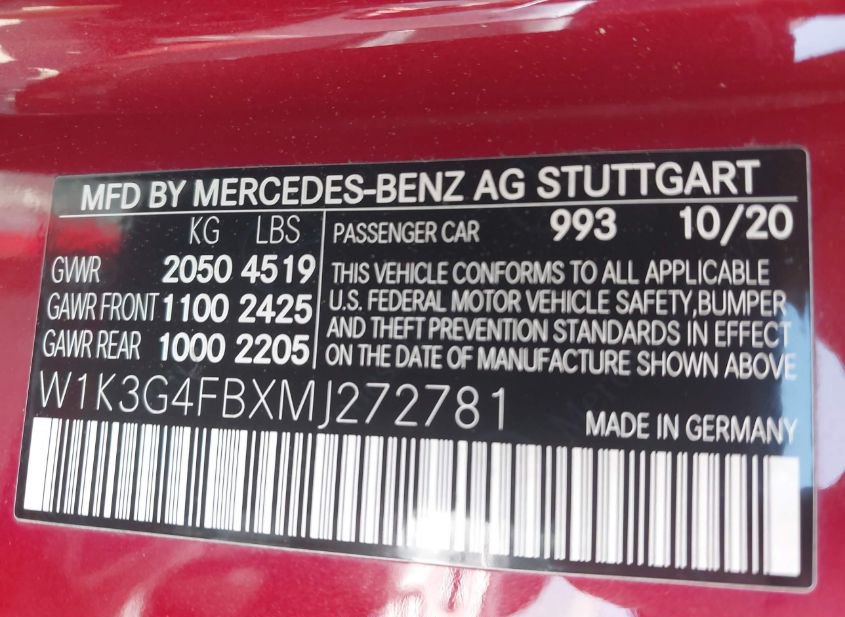 MFD BY MERCEDES-BENZ AG STUTTGART
KG LBS
GVWR 2050 4519
GAWR FRONT 1100 2425
GAWR REAR 1000 2205
PASSENGER CAR 993 10/20
THIS VEHICLE CONFORMS TO ALL APPLICABLE
U.S. FEDERAL MOTOR VEHICLE SAFETY,BUMPER
AND THEFT PREVENTION STANDARDS IN EFFECT
ON THE DATE OF MANUFACTURE SHOWN ABOVE
W1K3G4FBXMJ272781
MADE IN GERMANY